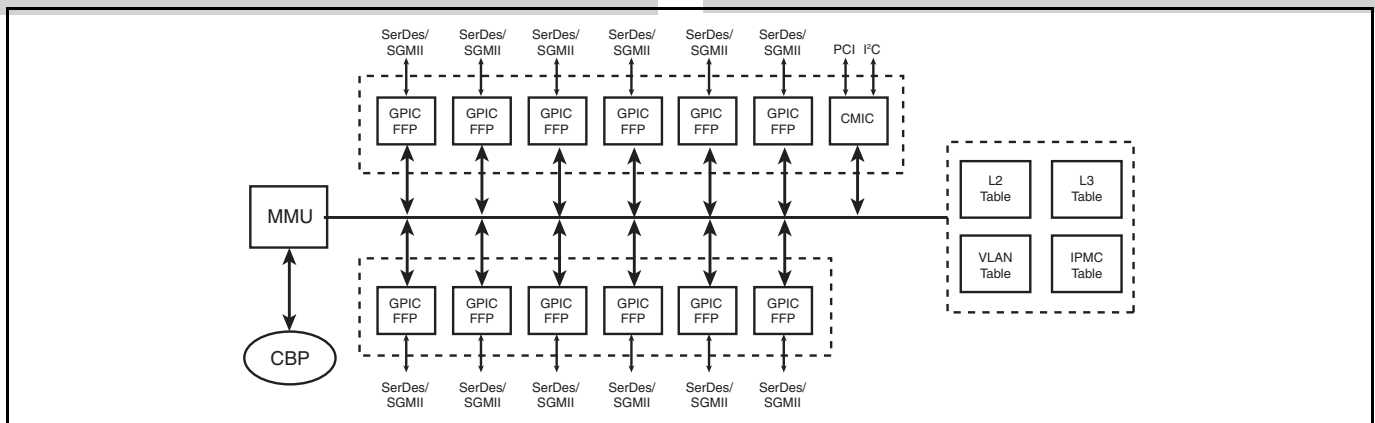 SerDes/ SerDes/ SerDes/ SerDes/ SerDes/ SerDes/
SGMII SGMII SGMII SGMII SGMII SGMII PCI I²C
GPIC GPIC GPIC GPIC GPIC GPIC CMIC
FFP FFP FFP FFP FFP FFP
L2 L3
Table Table
MMU
VLAN IPMC
Table Table
GPIC GPIC GPIC GPIC GPIC GPIC
FFP FFP FFP FFP FFP FFP
CBP
SerDes/ SerDes/ SerDes/ SerDes/ SerDes/ SerDes/
SGMII SGMII SGMII SGMII SGMII SGMII